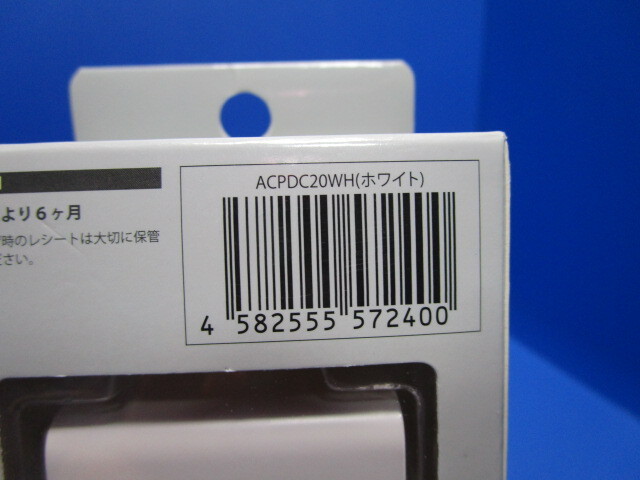 ACPDC20WH(ホワイト)
より6ヶ月
時のレシートは大切に保管
ださい。
4 582555 572400